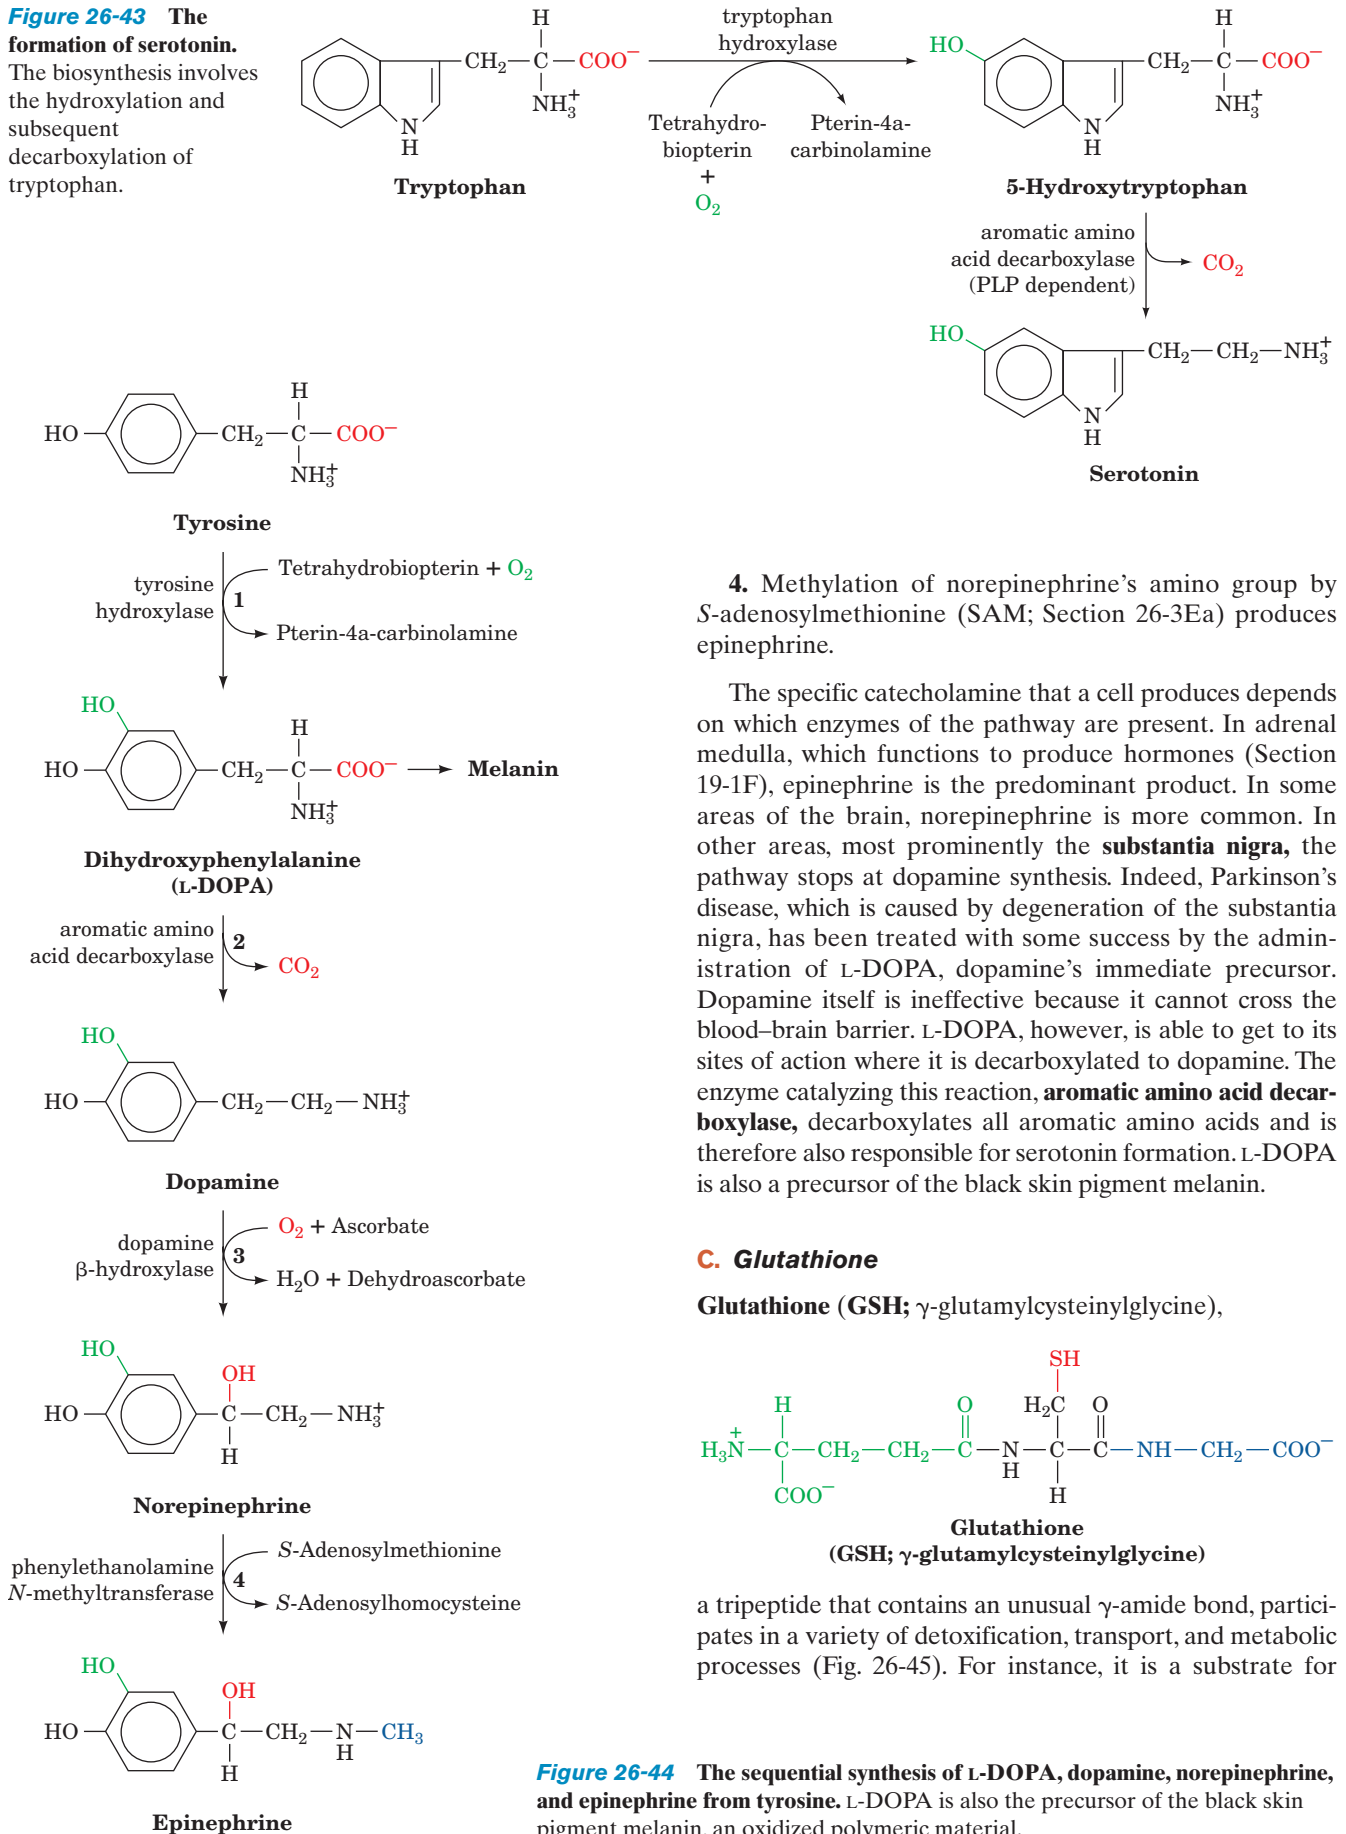 Figure 26-43 The
formation of serotonin.
The biosynthesis involves
the hydroxylation and
subsequent
decarboxylation of
tryptophan.
H
CH₂—C—COO⁻
NH₃⁺
N
H
Tryptophan
tryptophan
hydroxylase
Tetrahydro-
biopterin
+
O₂
Pterin-4a-
carbinolamine
HO
H
CH₂—C—COO⁻
NH₃⁺
N
H
5-Hydroxytryptophan
aromatic amino
acid decarboxylase
(PLP dependent)
CO₂
HO
CH₂—CH₂—NH₃⁺
N
H
Serotonin
H
HO
CH₂—C—COO⁻
NH₃⁺
Tyrosine
tyrosine
hydroxylase
1
Tetrahydrobiopterin + O₂
Pterin-4a-carbinolamine
HO
H
HO
CH₂—C—COO⁻ → Melanin
NH₃⁺
Dihydroxyphenylalanine
(L-DOPA)
aromatic amino
acid decarboxylase
2
CO₂
HO
HO
CH₂—CH₂—NH₃⁺
Dopamine
dopamine
β-hydroxylase
3
O₂ + Ascorbate
H₂O + Dehydroascorbate
HO
OH
HO
C—CH₂—NH₃⁺
H
Norepinephrine
phenylethanolamine
N-methyltransferase
4
S-Adenosylmethionine
S-Adenosylhomocysteine
HO
OH
HO
C—CH₂—N—CH₃
H
H
Epinephrine
4. Methylation of norepinephrine's amino group by
S-adenosylmethionine (SAM; Section 26-3Ea) produces
epinephrine.
The specific catecholamine that a cell produces depends
on which enzymes of the pathway are present. In adrenal
medulla, which functions to produce hormones (Section
19-1F), epinephrine is the predominant product. In some
areas of the brain, norepinephrine is more common. In
other areas, most prominently the substantia nigra, the
pathway stops at dopamine synthesis. Indeed, Parkinson's
disease, which is caused by degeneration of the substantia
nigra, has been treated with some success by the admin-
istration of L-DOPA, dopamine's immediate precursor.
Dopamine itself is ineffective because it cannot cross the
blood–brain barrier. L-DOPA, however, is able to get to its
sites of action where it is decarboxylated to dopamine. The
enzyme catalyzing this reaction, aromatic amino acid decar-
boxylase, decarboxylates all aromatic amino acids and is
therefore also responsible for serotonin formation. L-DOPA
is also a precursor of the black skin pigment melanin.
C. Glutathione
Glutathione (GSH; γ-glutamylcysteinylglycine),
SH
H O H₂C O
H₃N⁺—C—CH₂—CH₂—C—N—C—C—NH—CH₂—COO⁻
H
COO⁻ H
Glutathione
(GSH; γ-glutamylcysteinylglycine)
a tripeptide that contains an unusual γ-amide bond, partici-
pates in a variety of detoxification, transport, and metabolic
processes (Fig. 26-45). For instance, it is a substrate for
Figure 26-44 The sequential synthesis of L-DOPA, dopamine, norepinephrine,
and epinephrine from tyrosine. L-DOPA is also the precursor of the black skin
pigment melanin, an oxidized polymeric material.